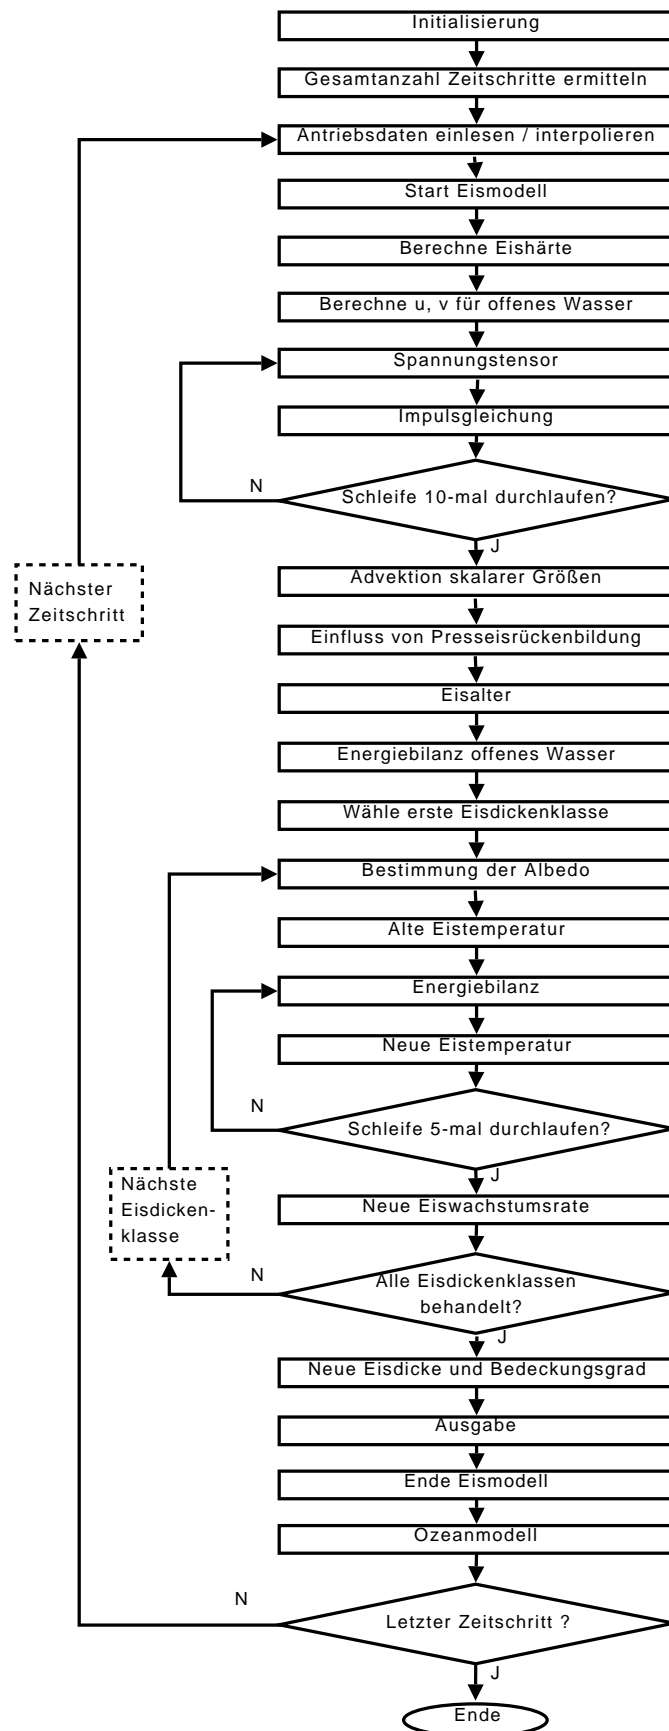 Initialisierung
Gesamtanzahl Zeitschritte ermitteln
Antriebsdaten einlesen / interpolieren
Start Eismodell
Berechne Eishärte
Berechne u, v für offenes Wasser
Spannungstensor
Impulsgleichung
N
Schleife 10-mal durchlaufen?
J
Nächster
Zeitschritt
Advektion skalarer Größen
Einfluss von Presseisrückenbildung
Eisalter
Energiebilanz offenes Wasser
Wähle erste Eisdickenklasse
Bestimmung der Albedo
Alte Eistemperatur
Energiebilanz
Neue Eistemperatur
N
Schleife 5-mal durchlaufen?
J
Nächste
Eisdicken-
klasse
Neue Eiswachstumsrate
N
Alle Eisdickenklassen
behandelt?
J
Neue Eisdicke und Bedeckungsgrad
Ausgabe
Ende Eismodell
Ozeanmodell
N
Letzter Zeitschritt ?
J
Ende